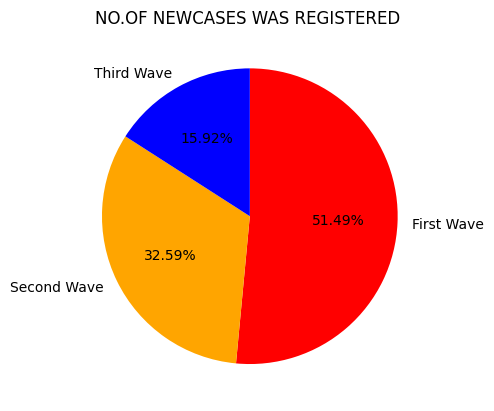 NO.OF NEWCASES WAS REGISTERED
Third Wave
15.92%
51.49%
First Wave
32.59%
Second Wave